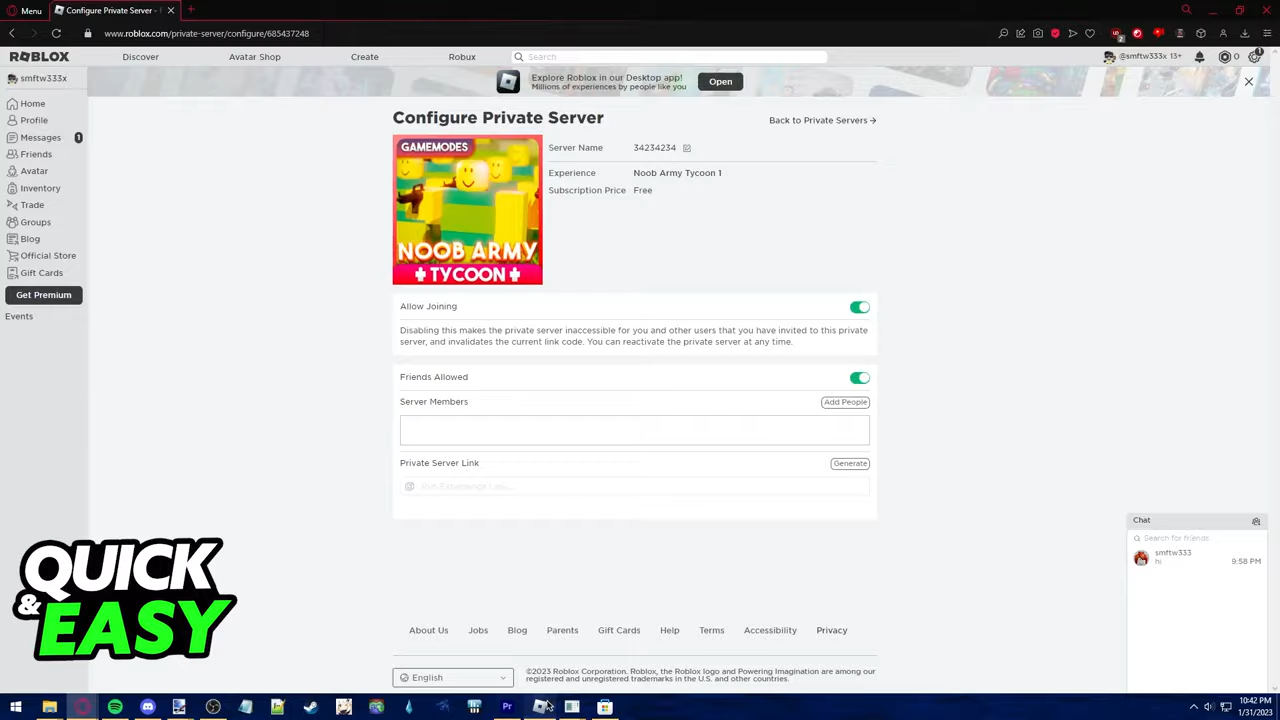 Menu
Configure Private Server -
www.roblox.com/private-server/configure/685437248
2
ROBLOX
Discover
Avatar Shop
Create
Robux
Search
@smftw333x 13+
0
1
smftw333x
Explore Roblox in our Desktop app!
Millions of experiences by people like you
Open
Home
Profile
Messages 1
Friends
Avatar
Inventory
Trade
Groups
Blog
Official Store
Gift Cards
Get Premium
Events
Configure Private Server
Back to Private Servers →
GAMEMODES
NOOB ARMY
TYCOON
Server Name 34234234
Experience Noob Army Tycoon 1
Subscription Price Free
Allow Joining
Disabling this makes the private server inaccessible for you and other users that you have invited to this private
server, and invalidates the current link code. You can reactivate the private server at any time.
Friends Allowed
Server Members Add People
Private Server Link Generate
Chat
Search for friends
smftw333
hi 9:58 PM
QUICK
& EASY
About Us Jobs Blog Parents Gift Cards Help Terms Accessibility Privacy
English
©2023 Roblox Corporation. Roblox, the Roblox logo and Powering Imagination are among our
registered and unregistered trademarks in the U.S. and other countries.
Pr
10:42 PM
1/31/2023